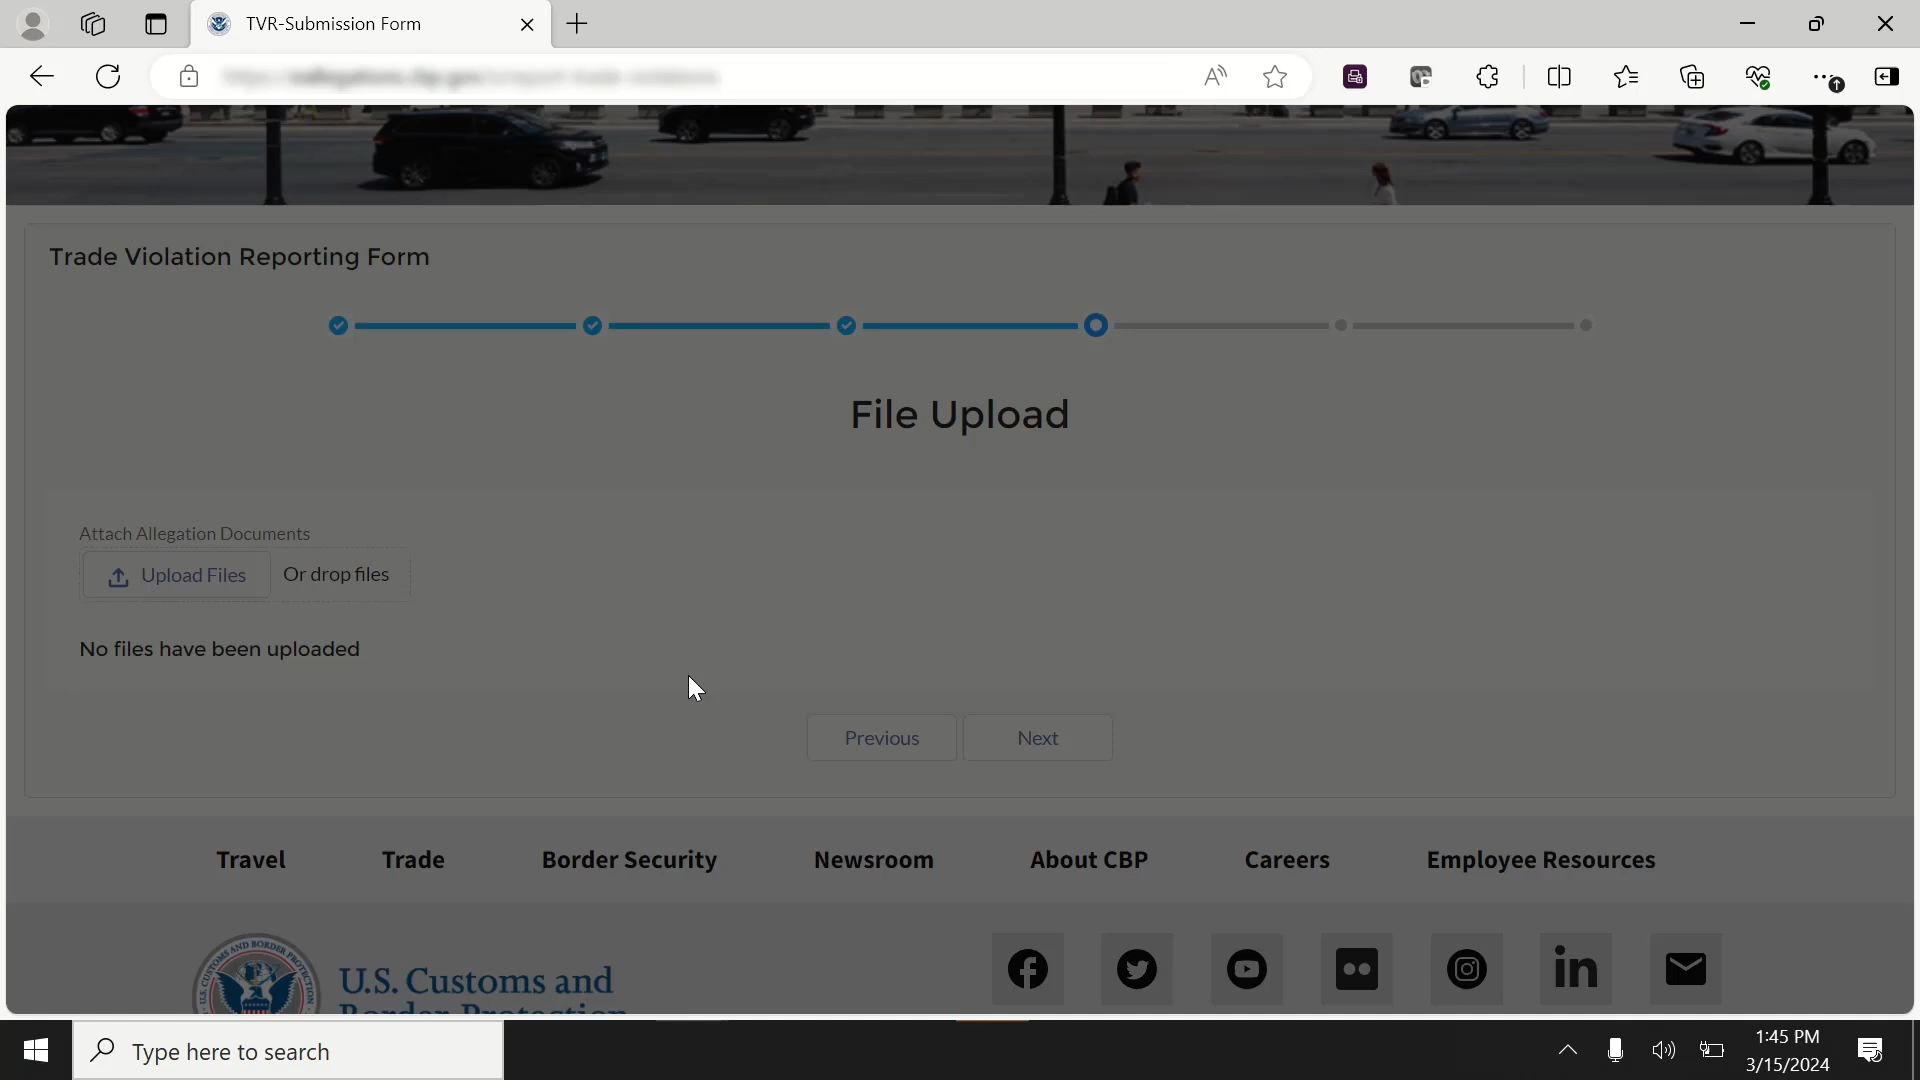 TVR-Submission Form
Trade Violation Reporting Form
File Upload
Attach Allegation Documents
Upload Files
Or drop files
No files have been uploaded
Previous
Next
Travel
Trade
Border Security
Newsroom
About CBP
Careers
Employee Resources
U.S. Customs and
Border Protection
Type here to search
1:45 PM
3/15/2024